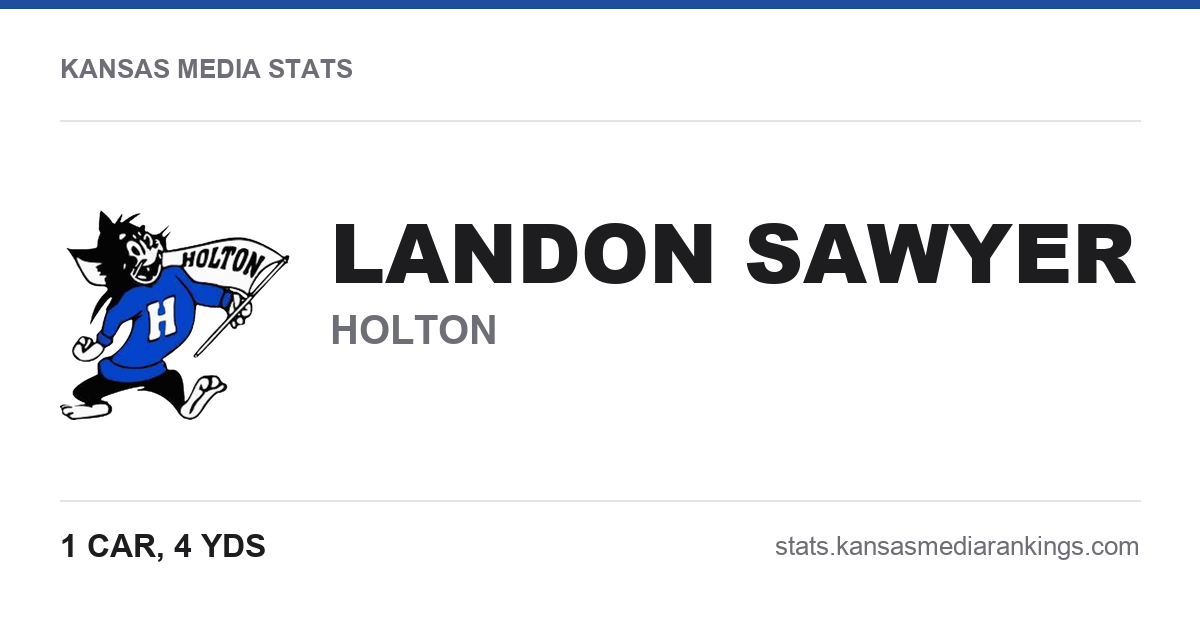 KANSAS MEDIA STATS
HOLTON
H
LANDON SAWYER
HOLTON
1 CAR, 4 YDS
stats.kansasmediarankings.com